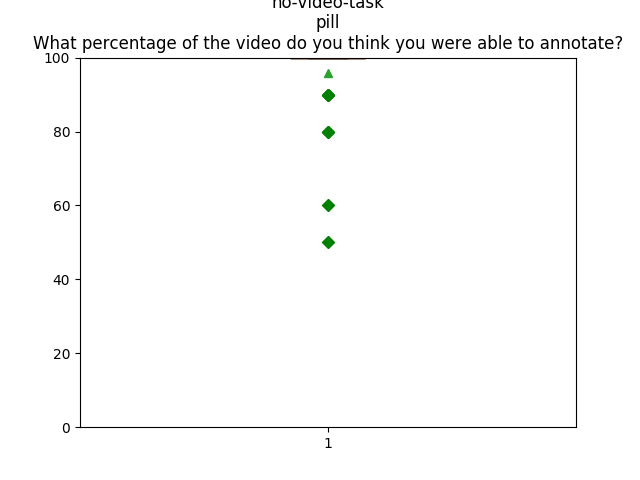 no-video-task
pill
What percentage of the video do you think you were able to annotate?
100
80
60
40
20
0
1